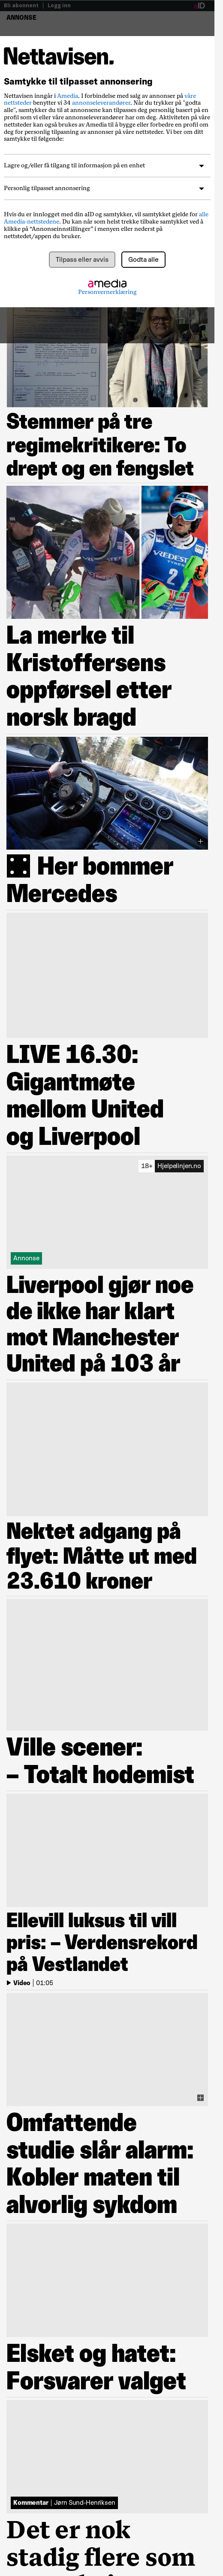 Bli abonnent | Logg inn
aID
ANNONSE
Nettavisen.
Samtykke til tilpasset annonsering
Nettavisen inngår i Amedia. I forbindelse med salg av annonser på våre
nettsteder benytter vi 34 annonseleverandører. Når du trykker på "godta
alle", samtykker du til at annonsene kan tilpasses deg basert på en
profil som vi eller våre annonseleverandører har om deg. Aktivitetene på våre
nettsteder kan også brukes av Amedia til å bygge eller forbedre en profil om
deg for personlig tilpasning av annonser på våre nettsteder. Vi ber om ditt
samtykke til følgende:
Lagre og/eller få tilgang til informasjon på en enhet
Personlig tilpasset annonsering
Hvis du er innlogget med din aID og samtykker, vil samtykket gjelde for alle
Amedia-nettstedene. Du kan når som helst trekke tilbake samtykket ved å
klikke på “Annonseinnstillinger” i menyen eller nederst på
nettstedet/appen du bruker.
Tilpass eller avvis
Godta alle
amedia
Personvernerklæring
Stemmer på tre
regimekritikere: To
drept og en fengslet
La merke til
Kristoffersens
oppførsel etter
norsk bragd
Her bommer
Mercedes
LIVE 16.30:
Gigantmøte
mellom United
og Liverpool
18+ Hjelpelinjen.no
Annonse
Liverpool gjør noe
de ikke har klart
mot Manchester
United på 103 år
Nektet adgang på
flyet: Måtte ut med
23.610 kroner
Ville scener:
– Totalt hodemist
Ellevill luksus til vill
pris: – Verdensrekord
på Vestlandet
Video | 01:05
Omfattende
studie slår alarm:
Kobler maten til
alvorlig sykdom
Elsket og hatet:
Forsvarer valget
Kommentar | Jørn Sund-Henriksen
Det er nok
stadig flere som